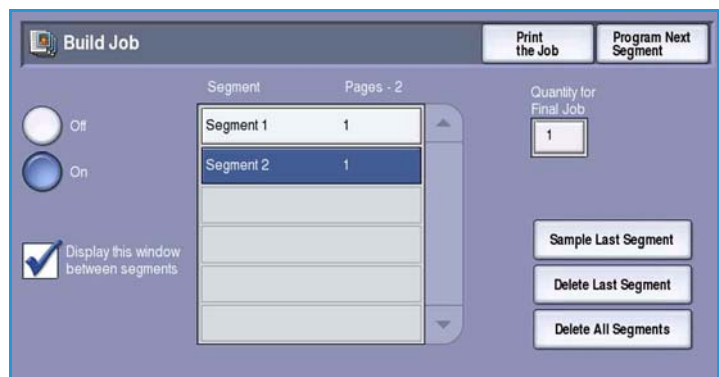 Build Job
Print
the Job
Program Next
Segment
Segment Pages - 2
Segment 1 1
Segment 2 1
Off
On
Display this window
between segments
Quantity for
Final Job
1
Sample Last Segment
Delete Last Segment
Delete All Segments